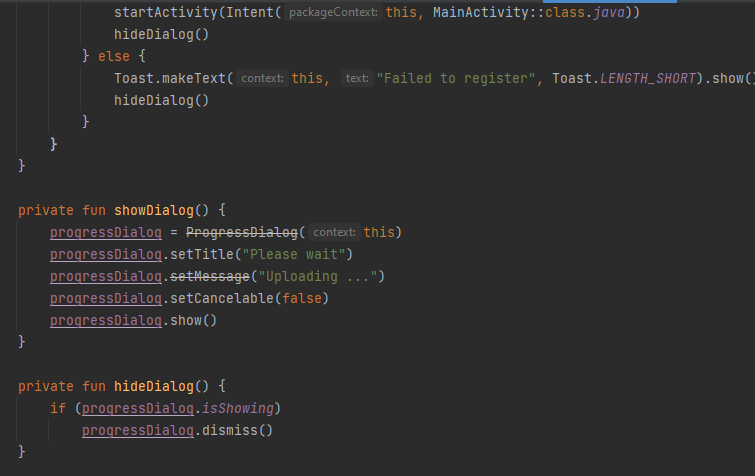 startActivity(Intent( packageContext: this, MainActivity::class.java))
hideDialog()
} else {
Toast.makeText( context: this, text: "Failed to register", Toast.LENGTH_SHORT).show()
hideDialog()
}
}
}
private fun showDialog() {
progressDialog = ProgressDialog( context: this)
progressDialog.setTitle("Please wait")
progressDialog.setMessage("Uploading ...")
progressDialog.setCancelable(false)
progressDialog.show()
}
private fun hideDialog() {
if (progressDialog.isShowing)
progressDialog.dismiss()
}